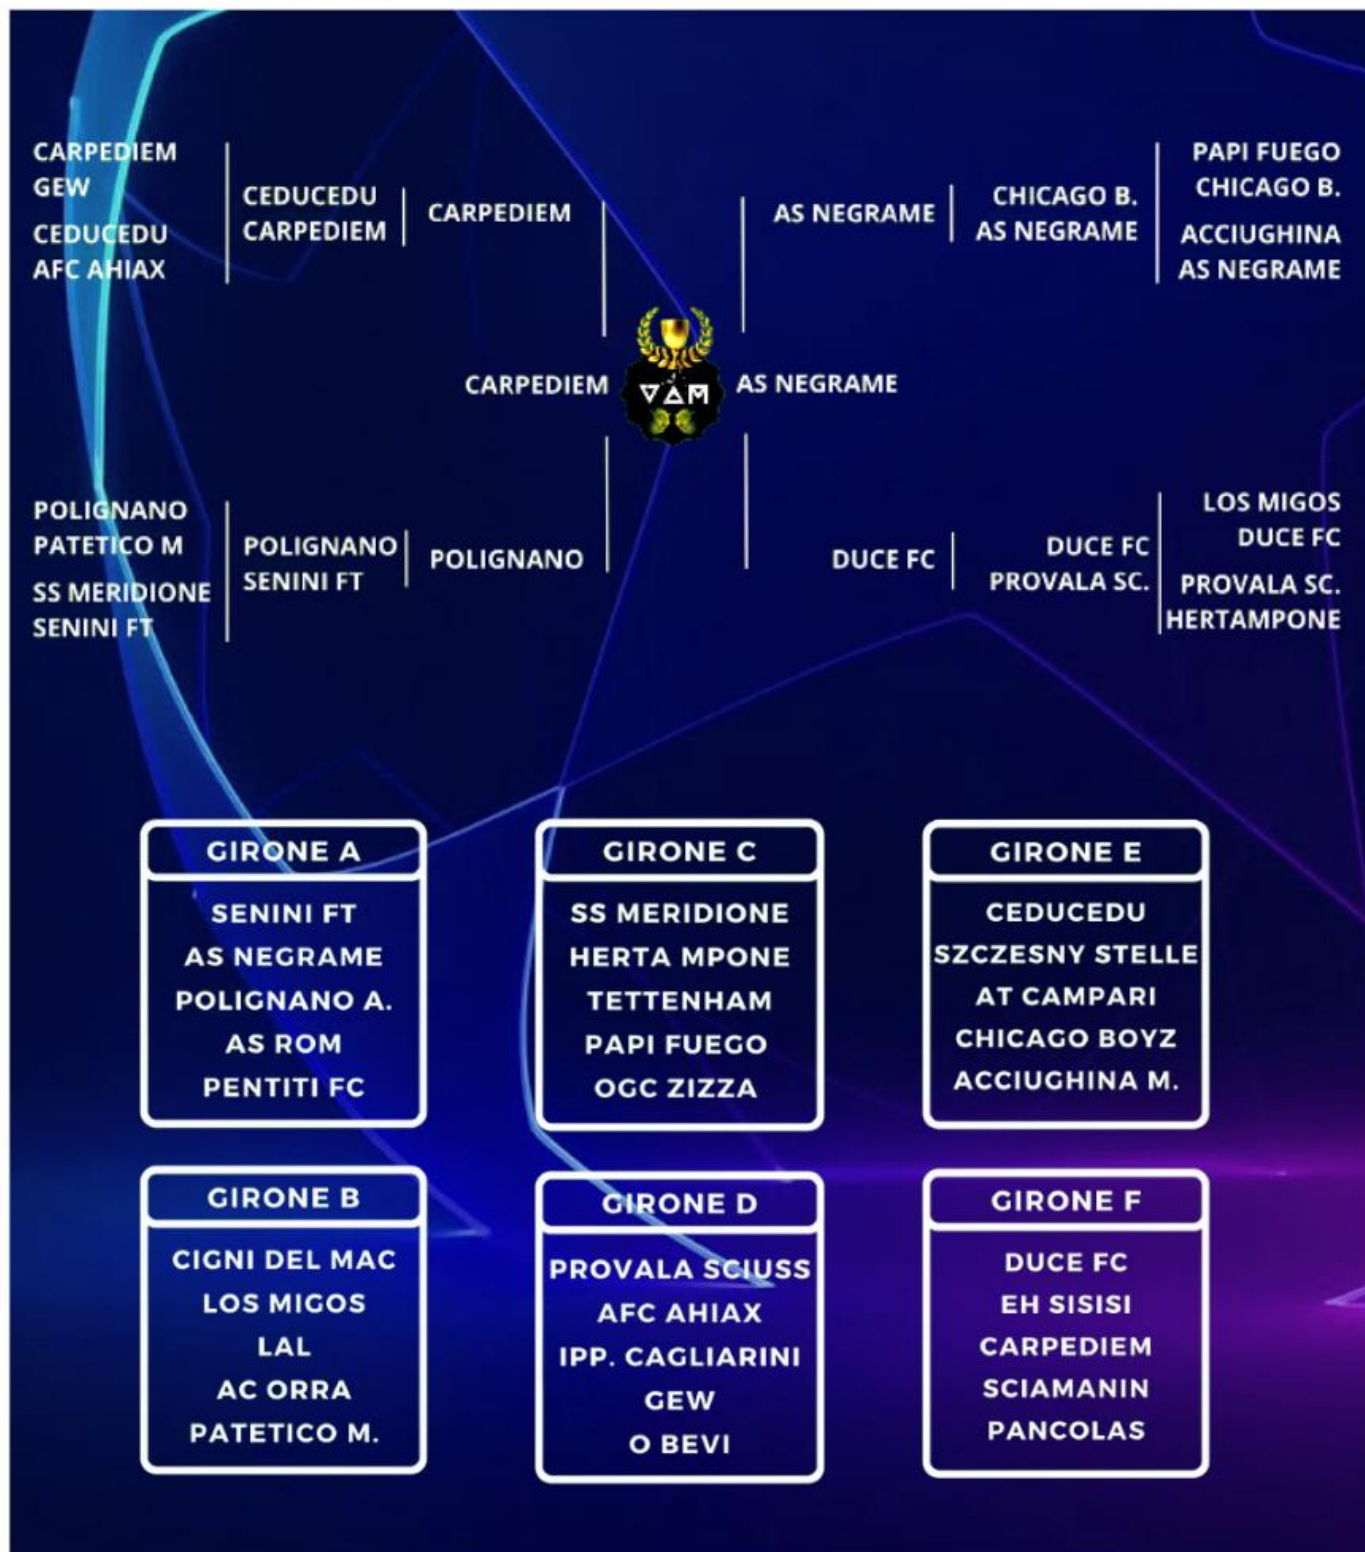 CARPEDIEM
GEW
CEDUCEDU
AFC AHIAX
CEDUCEDU
CARPEDIEM
CARPEDIEM
AS NEGRAME
CHICAGO B.
AS NEGRAME
PAPI FUEGO
CHICAGO B.
ACCIUGHINA
AS NEGRAME
CARPEDIEM
VAM
AS NEGRAME
POLIGNANO
PATETICO M
SS MERIDIONE
SENINI FT
POLIGNANO
SENINI FT
POLIGNANO
DUCE FC
DUCE FC
PROVALA SC.
LOS MIGOS
DUCE FC
PROVALA SC.
HERTAMPONE
GIRONE A
SENINI FT
AS NEGRAME
POLIGNANO A.
AS ROM
PENTITI FC
GIRONE C
SS MERIDIONE
HERTA MPONE
TETTENHAM
PAPI FUEGO
OGC ZIZZA
GIRONE E
CEDUCEDU
SZCZESNY STELLE
AT CAMPARI
CHICAGO BOYZ
ACCIUGHINA M.
GIRONE B
CIGNI DEL MAC
LOS MIGOS
LAL
AC ORRA
PATETICO M.
GIRONE D
PROVALA SCIUSS
AFC AHIAX
IPP. CAGLIARINI
GEW
O BEVI
GIRONE F
DUCE FC
EH SISISI
CARPEDIEM
SCIAMANIN
PANCOLAS